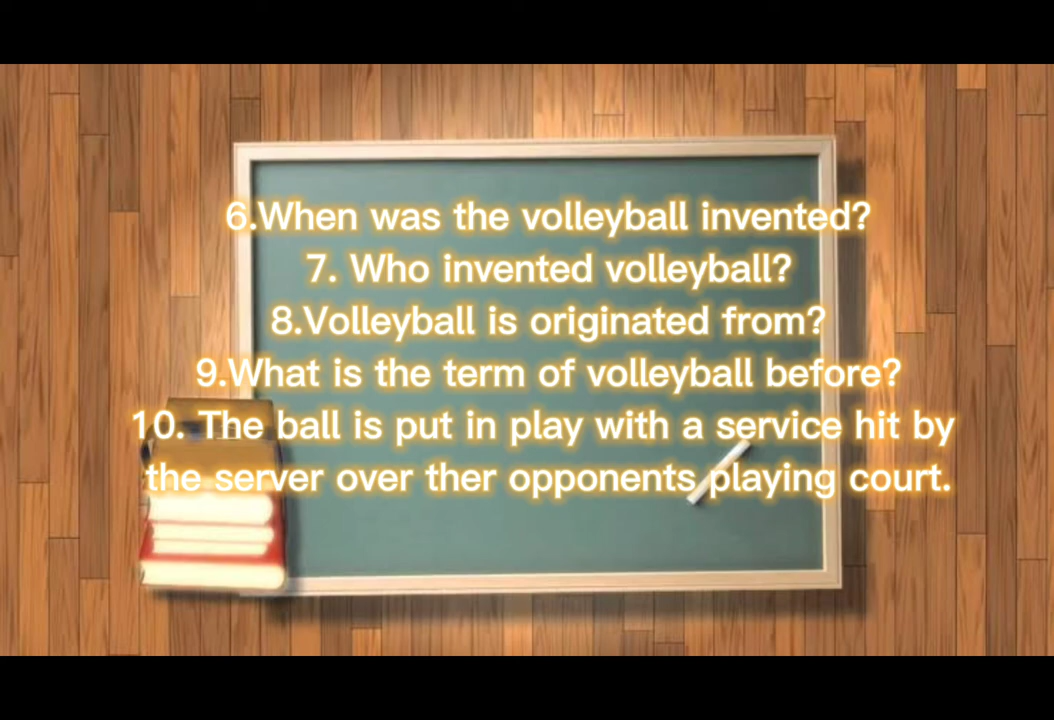 6.When was the volleyball invented?
7. Who invented volleyball?
8.Volleyball is originated from?
9.What is the term of volleyball before?
10. The ball is put in play with a service hit by
the server over ther opponents playing court.